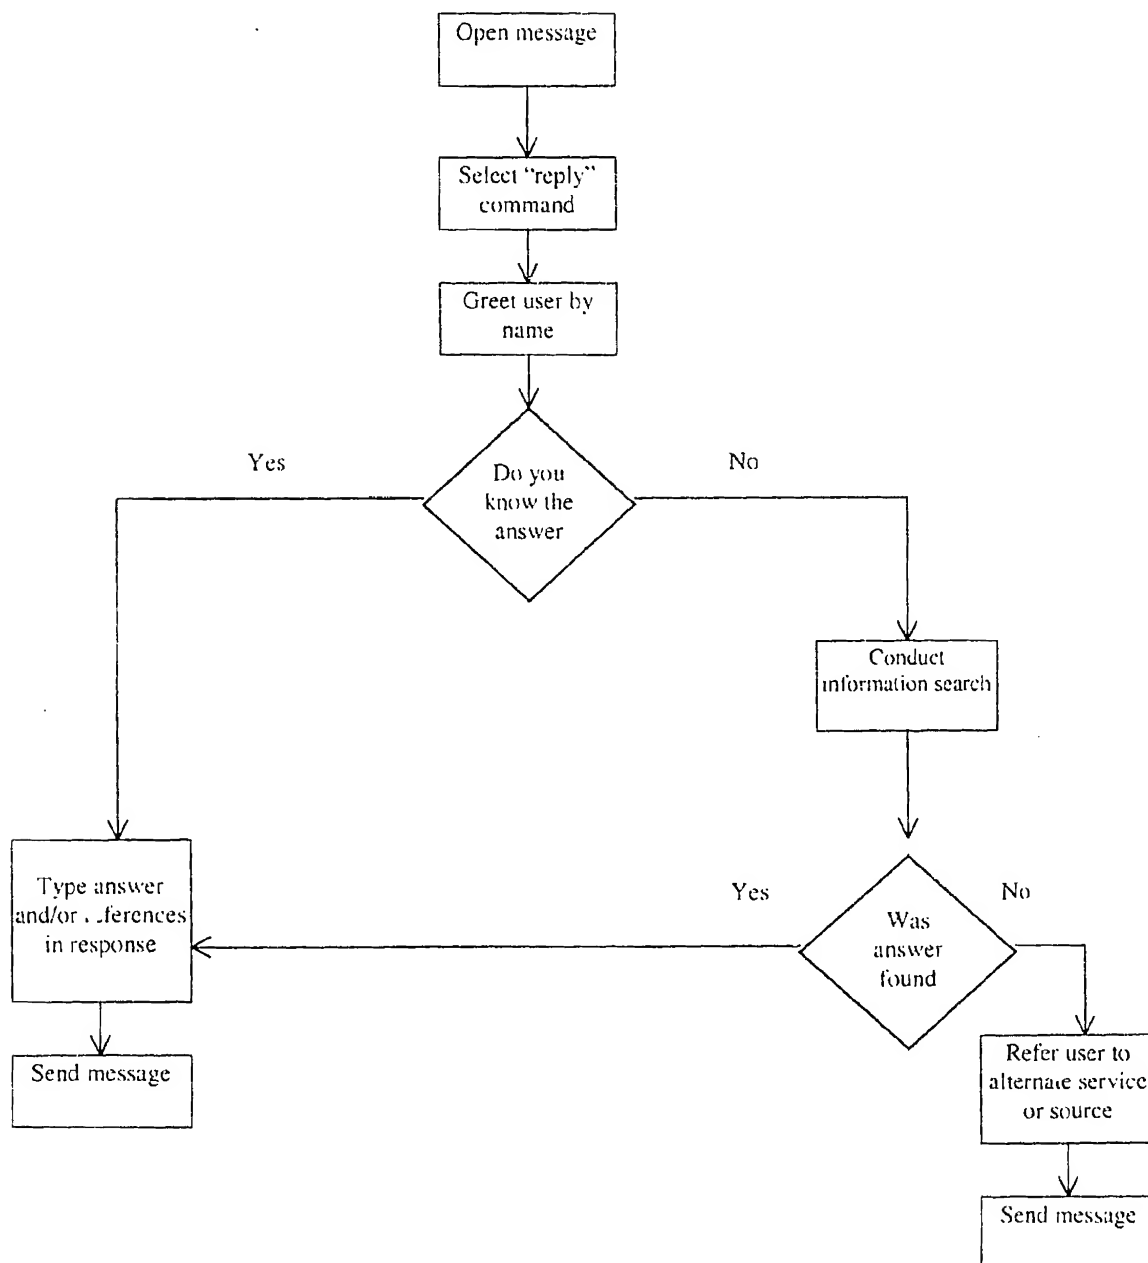 Open message
Select “reply”
command
Greet user by
name
Yes
No
Do you
know the
answer
Conduct
information search
Type answer
and/or
in response
Yes
No
Was
answer
found
Send message
Refer user to
alternate service
or source
Send message